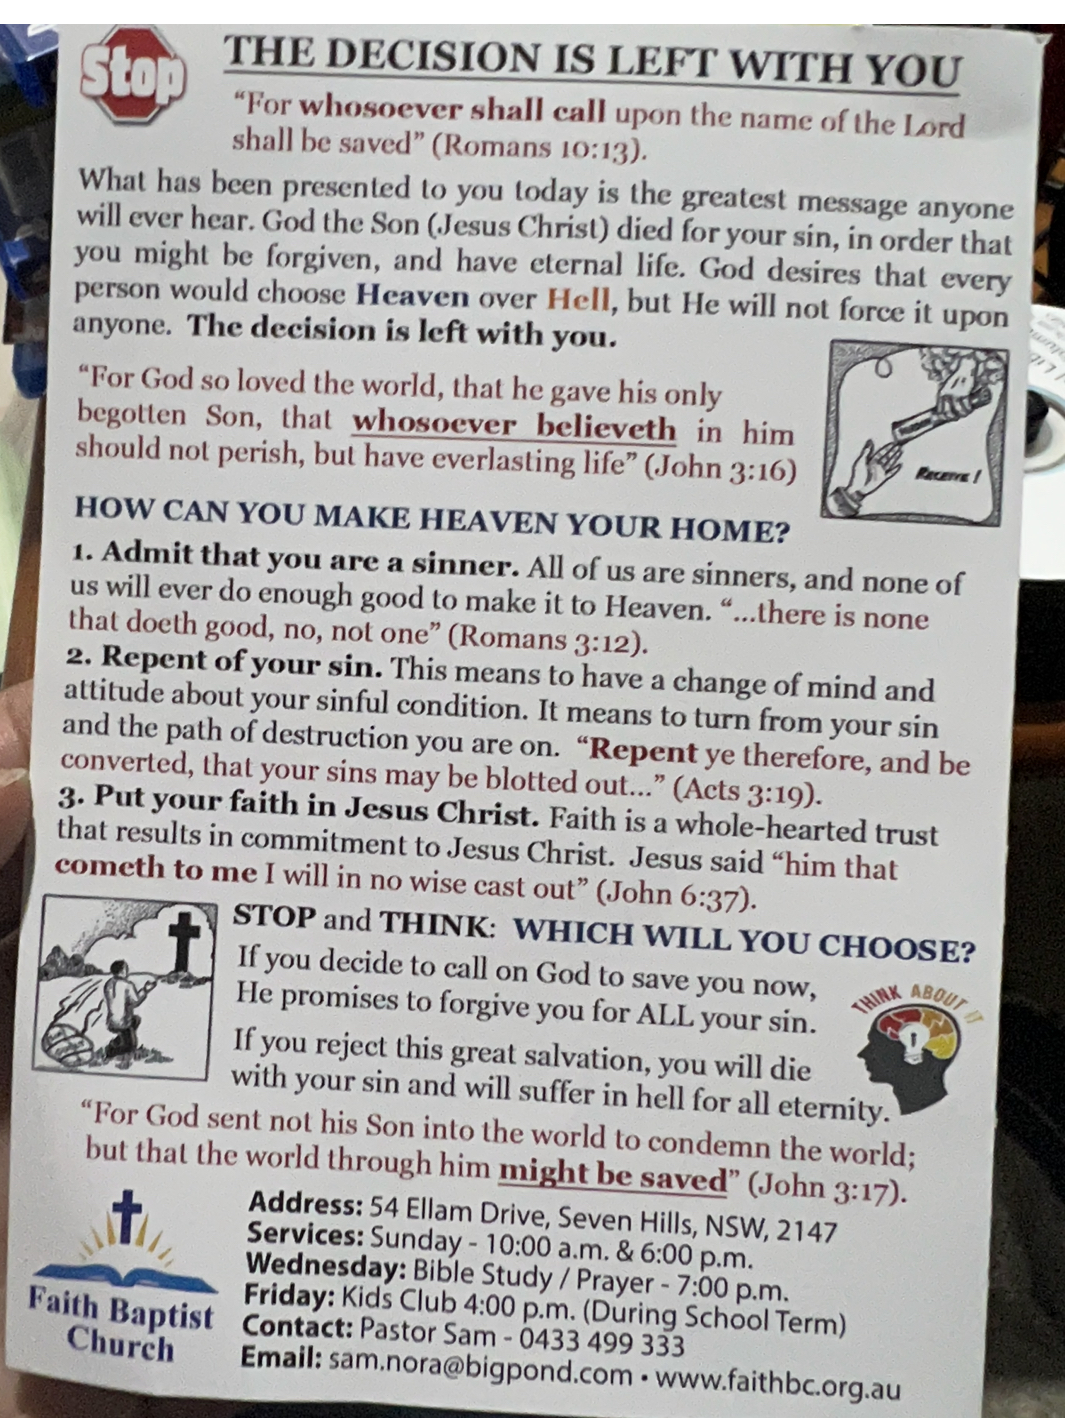 Stop
THE DECISION IS LEFT WITH YOU
“For whosoever shall call upon the name of the Lord
shall be saved” (Romans 10:13).
What has been presented to you today is the greatest message anyone
will ever hear. God the Son (Jesus Christ) died for your sin, in order that
you might be forgiven, and have eternal life. God desires that every
person would choose Heaven over Hell, but He will not force it upon
anyone. The decision is left with you.
“For God so loved the world, that he gave his only
begotten Son, that whosoever believeth in him
should not perish, but have everlasting life” (John 3:16)
RECEIVE!
HOW CAN YOU MAKE HEAVEN YOUR HOME?
1. Admit that you are a sinner. All of us are sinners, and none of
us will ever do enough good to make it to Heaven. “...there is none
that doeth good, no, not one” (Romans 3:12).
2. Repent of your sin. This means to have a change of mind and
attitude about your sinful condition. It means to turn from your sin
and the path of destruction you are on. “Repent ye therefore, and be
converted, that your sins may be blotted out...” (Acts 3:19).
3. Put your faith in Jesus Christ. Faith is a whole-hearted trust
that results in commitment to Jesus Christ. Jesus said “him that
cometh to me I will in no wise cast out” (John 6:37).
STOP and THINK: WHICH WILL YOU CHOOSE?
If you decide to call on God to save you now,
He promises to forgive you for ALL your sin.
THINK ABOUT IT
If you reject this great salvation, you will die
with your sin and will suffer in hell for all eternity.
“For God sent not his Son into the world to condemn the world;
but that the world through him might be saved” (John 3:17).
Faith Baptist
Church
Address: 54 Ellam Drive, Seven Hills, NSW, 2147
Services: Sunday - 10:00 a.m. & 6:00 p.m.
Wednesday: Bible Study / Prayer - 7:00 p.m.
Friday: Kids Club 4:00 p.m. (During School Term)
Contact: Pastor Sam - 0433 499 333
Email: sam.nora@bigpond.com • www.faithbc.org.au